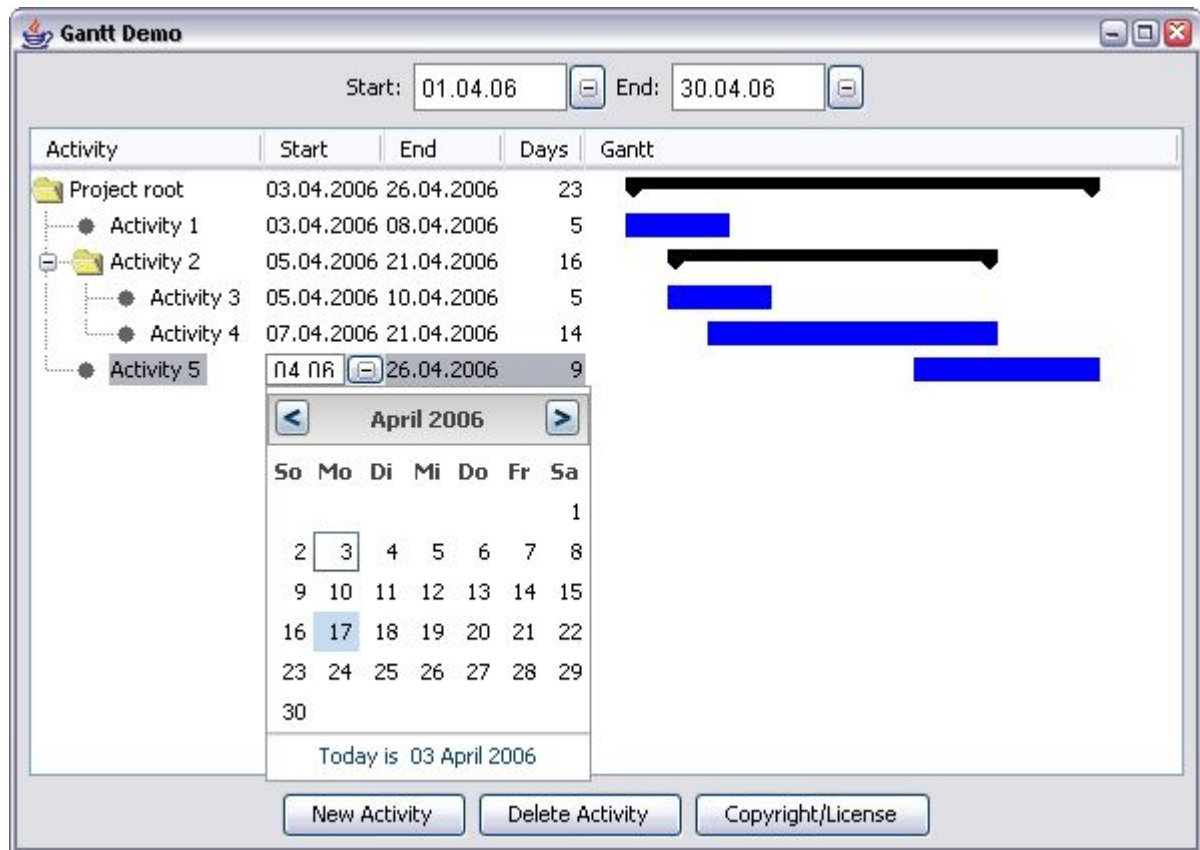 Gantt Demo
Start: 01.04.06 End: 30.04.06
Activity Start End Days Gantt
Project root 03.04.2006 26.04.2006 23
Activity 1 03.04.2006 08.04.2006 5
Activity 2 05.04.2006 21.04.2006 16
Activity 3 05.04.2006 10.04.2006 5
Activity 4 07.04.2006 21.04.2006 14
Activity 5 04.06 26.04.2006 9
< April 2006 >
So Mo Di Mi Do Fr Sa
1
2 3 4 5 6 7 8
9 10 11 12 13 14 15
16 17 18 19 20 21 22
23 24 25 26 27 28 29
30
Today is 03 April 2006
New Activity Delete Activity Copyright/License